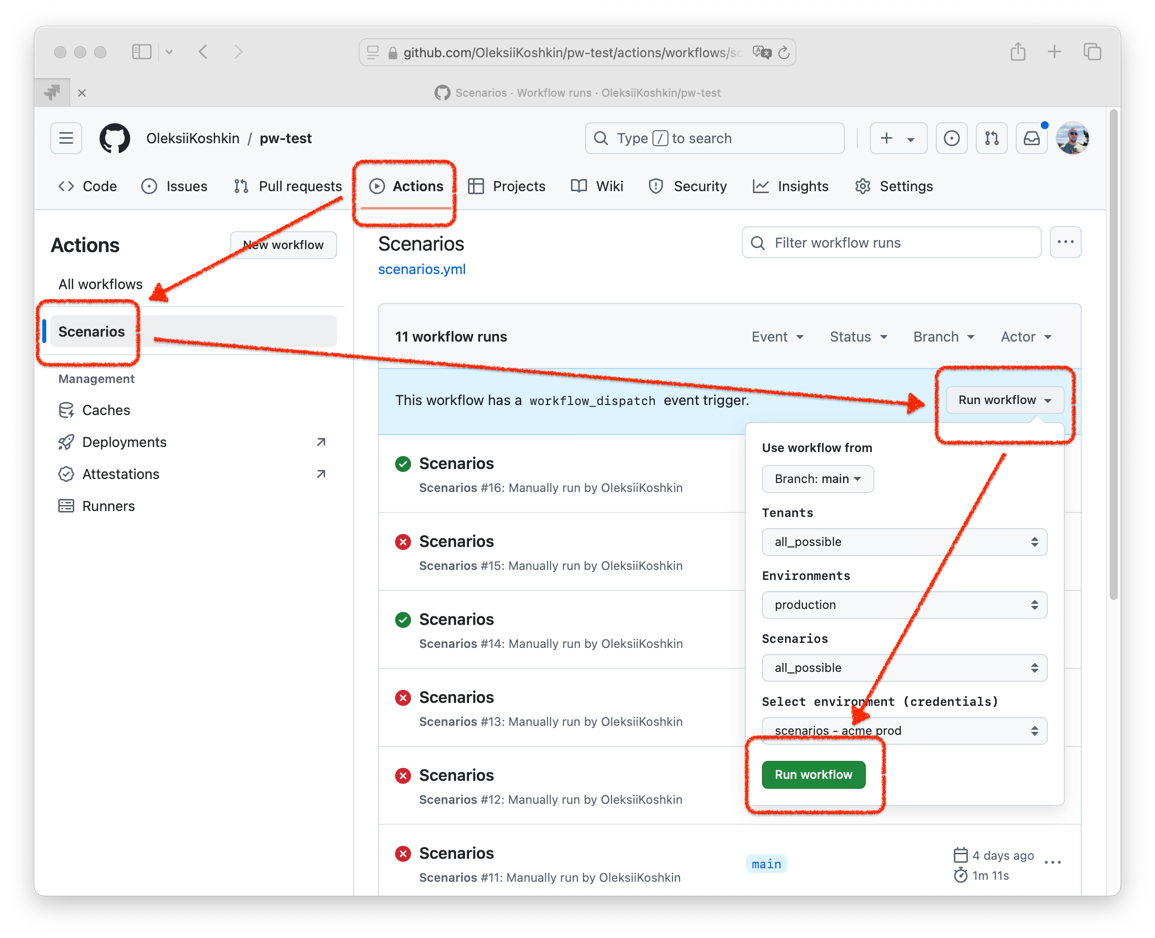 github.com/OleksiiKoshkin/pw-test/actions/workflows/sc
Scenarios · Workflow runs · OleksiiKoshkin/pw-test
OleksiiKoshkin / pw-test
Type / to search
Code Issues Pull requests Actions Projects Wiki Security Insights Settings
Actions
New workflow
All workflows
Scenarios
Management
Caches
Deployments
Attestations
Runners
Scenarios
Filter workflow runs
scenarios.yml
11 workflow runs
Event Status Branch Actor
This workflow has a workflow_dispatch event trigger.
Run workflow
Scenarios
Scenarios #16: Manually run by OleksiiKoshkin
Scenarios
Scenarios #15: Manually run by OleksiiKoshkin
Scenarios
Scenarios #14: Manually run by OleksiiKoshkin
Scenarios
Scenarios #13: Manually run by OleksiiKoshkin
Scenarios
Scenarios #12: Manually run by OleksiiKoshkin
Scenarios
Scenarios #11: Manually run by OleksiiKoshkin
main
4 days ago
1m 11s
Use workflow from
Branch: main
Tenants
all_possible
Environments
production
Scenarios
all_possible
Select environment (credentials)
scenarios - acme prod
Run workflow